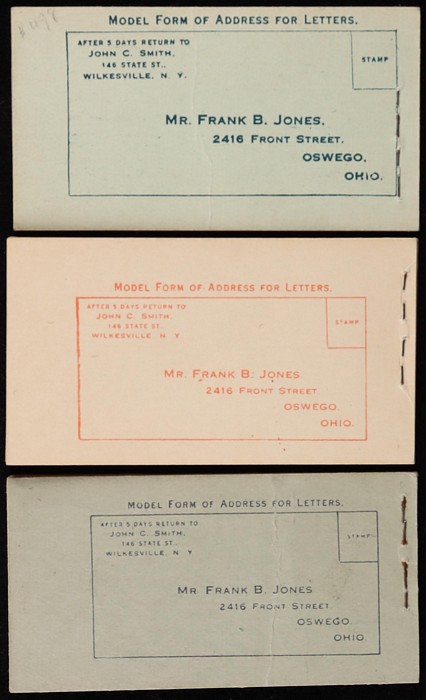 MODEL FORM OF ADDRESS FOR LETTERS.
AFTER 5 DAYS RETURN TO
JOHN C. SMITH,
146 STATE ST.,
WILKESVILLE, N. Y.
STAMP
MR. FRANK B. JONES,
2416 FRONT STREET.
OSWEGO,
OHIO.
MODEL FORM OF ADDRESS FOR LETTERS.
AFTER 5 DAYS RETURN TO
JOHN C. SMITH,
146 STATE ST.
WILKESVILLE, N. Y
STAMP
MR. FRANK B. JONES.
2416 FRONT STREET.
OSWEGO.
OHIO.
MODEL FORM OF ADDRESS FOR LETTERS.
AFTER 5 DAYS RETURN TO
JOHN C. SMITH,
146 STATE ST.,
WILKESVILLE, N. Y
STAMP
MR FRANK B. JONES
2416 FRONT STREET.
OSWEGO.
OHIO.